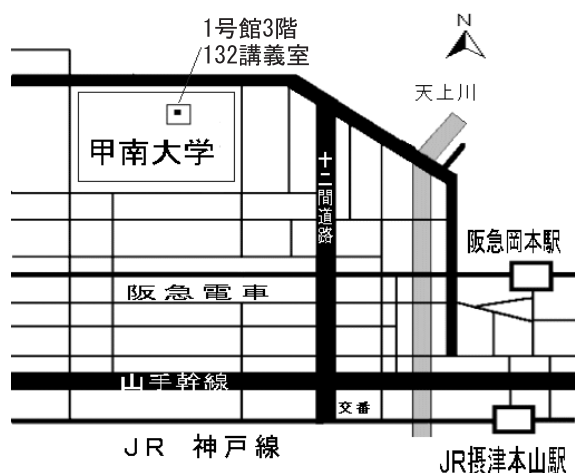 1号館3階
132講義室
N
天上川
甲南大学
十二間道路
阪急岡本駅
阪急電車
山手幹線
交番
JR 神戸線
JR摂津本山駅